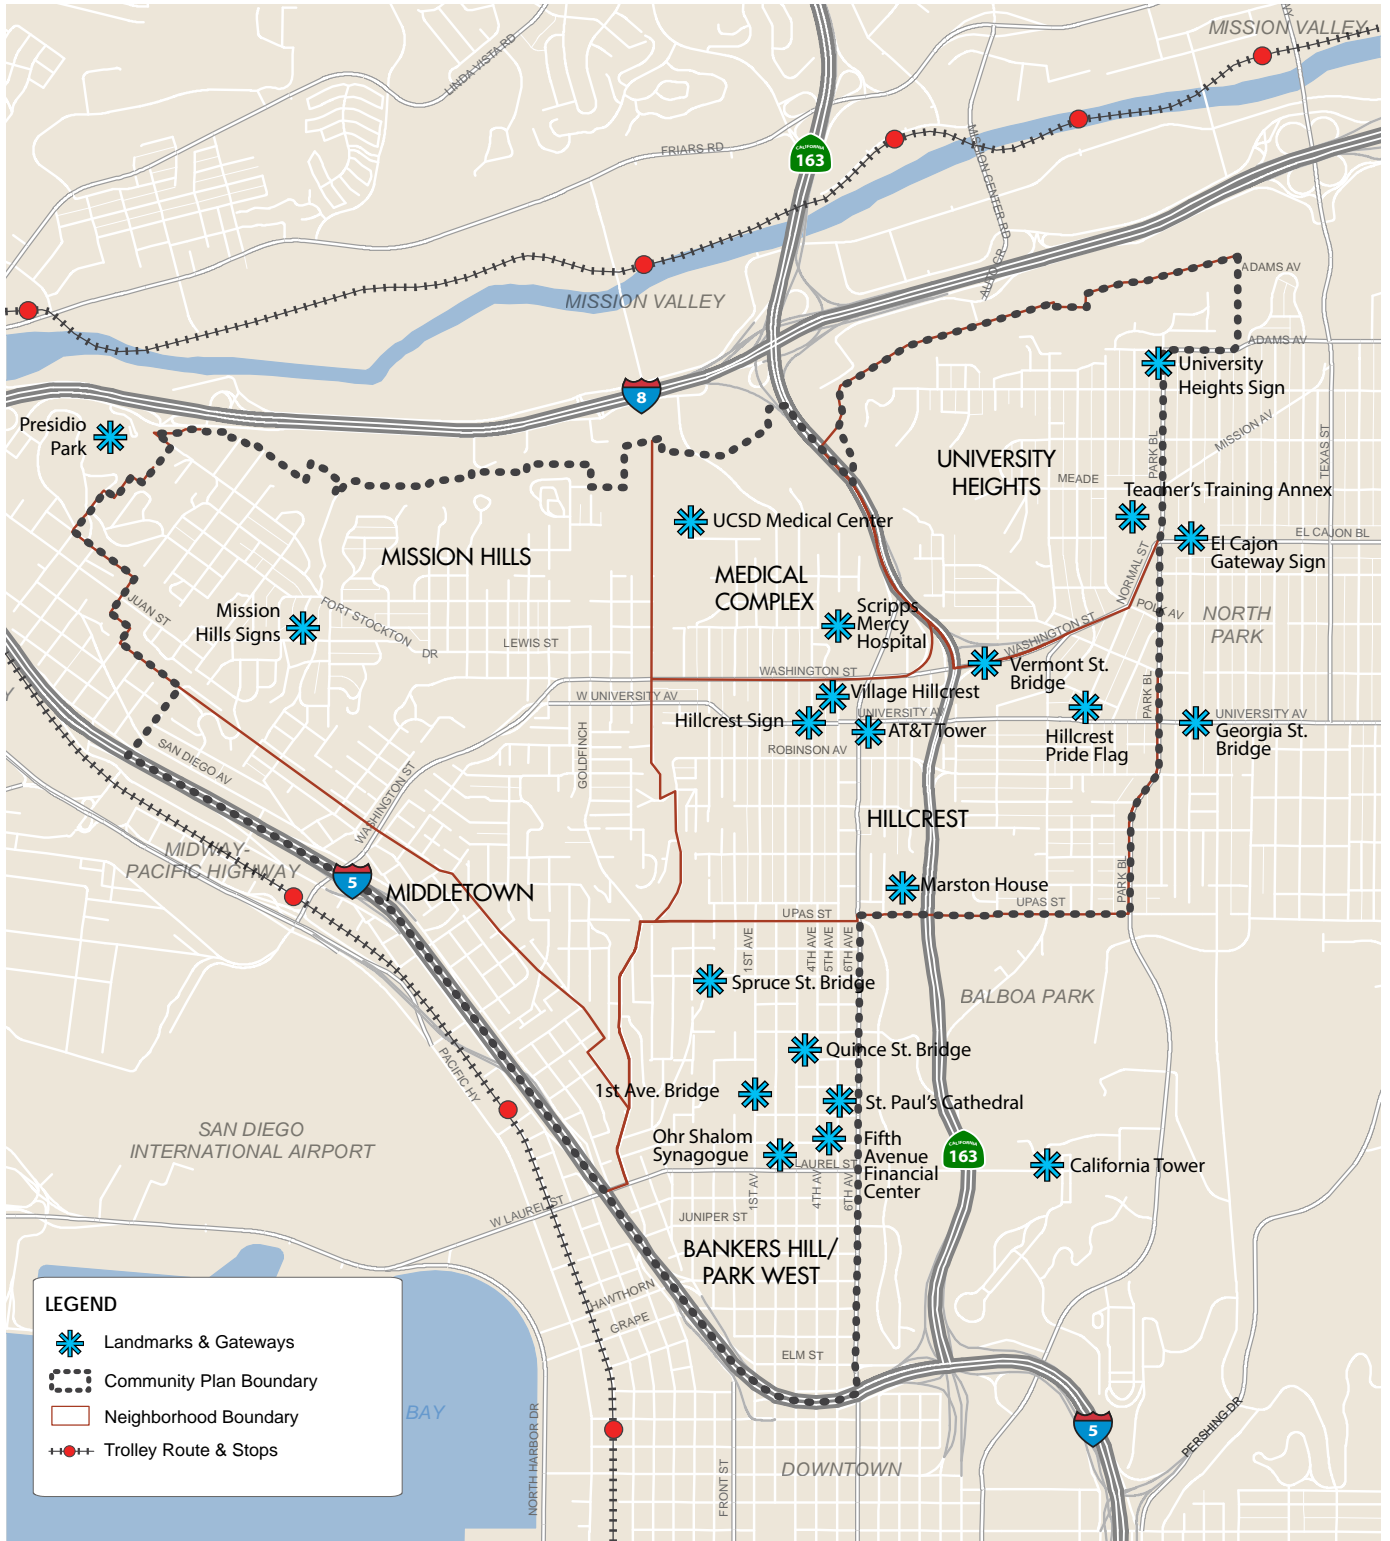 MISSION VALLEY
LINDA VISTA RD
FRIARS RD
CALIFORNIA
163
MISSION CENTER RD
AUTO CR
ADAMS AV
MISSION VALLEY
ADAMS AV
University
Heights Sign
8
Presidio
Park
MISSION AV
PARK BL
TEXAS ST
UNIVERSITY
HEIGHTS
MEADE
Teacher's Training Annex
UCSD Medical Center
EL CAJON BL
El Cajon
Gateway Sign
MISSION HILLS
MEDICAL
COMPLEX
NORMAL ST
JUAN ST
Mission
Hills Signs
FORT STOCKTON
DR
LEWIS ST
Scripps
Mercy
Hospital
POLK AV
NORTH
PARK
WASHINGTON ST
WASHINGTON ST
Vermont St.
Bridge
W UNIVERSITY AV
Village Hillcrest
PARK BL
Hillcrest Sign
UNIVERSITY AV
AT&T Tower
ROBINSON AV
Hillcrest
Pride Flag
UNIVERSITY AV
Georgia St.
Bridge
SAN DIEGO AV
GOLDFINCH
WASHINGTON ST
HILLCREST
MIDWAY-
PACIFIC HIGHWAY
5
MIDDLETOWN
Marston House
PARK BL
UPAS ST
UPAS ST
1ST AVE
4TH AVE
5TH AVE
6TH AVE
Spruce St. Bridge
BALBOA PARK
Quince St. Bridge
PACIFIC HY
1st Ave. Bridge
St. Paul's Cathedral
SAN DIEGO
INTERNATIONAL AIRPORT
Ohr Shalom
Synagogue
Fifth
Avenue
Financial
Center
CALIFORNIA
163
California Tower
LAUREL ST
1ST AV
4TH AV
6TH AV
W LAUREL ST
JUNIPER ST
BANKERS HILL/
PARK WEST
HAWTHORN
GRAPE
ELM ST
LEGEND
Landmarks & Gateways
Community Plan Boundary
Neighborhood Boundary
Trolley Route & Stops
BAY
NORTH HARBOR DR
FRONT ST
DOWNTOWN
5
PERSHING DR